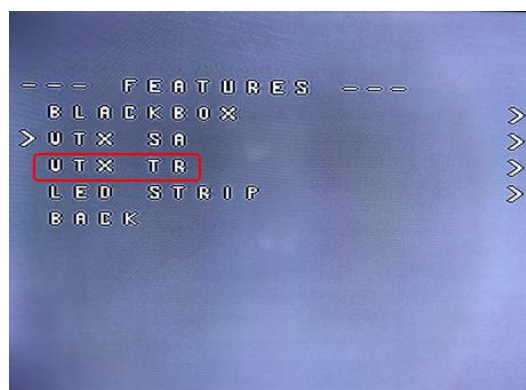 --- FEATURES ---
BLACKBOX >
> VTX SA >
VTX TR >
LED STRIP >
BACK